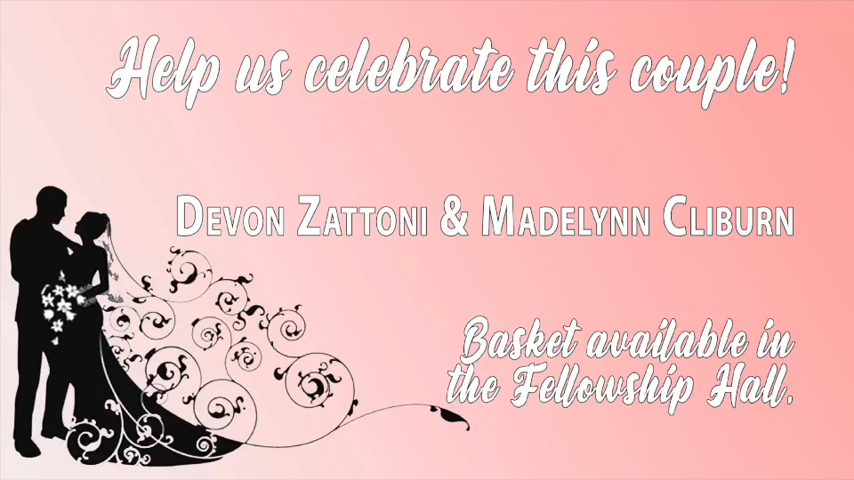 Help us celebrate this couple!
DEVON ZATTONI & MADELYNN CLIBURN
Basket available in
the Fellowship Hall.